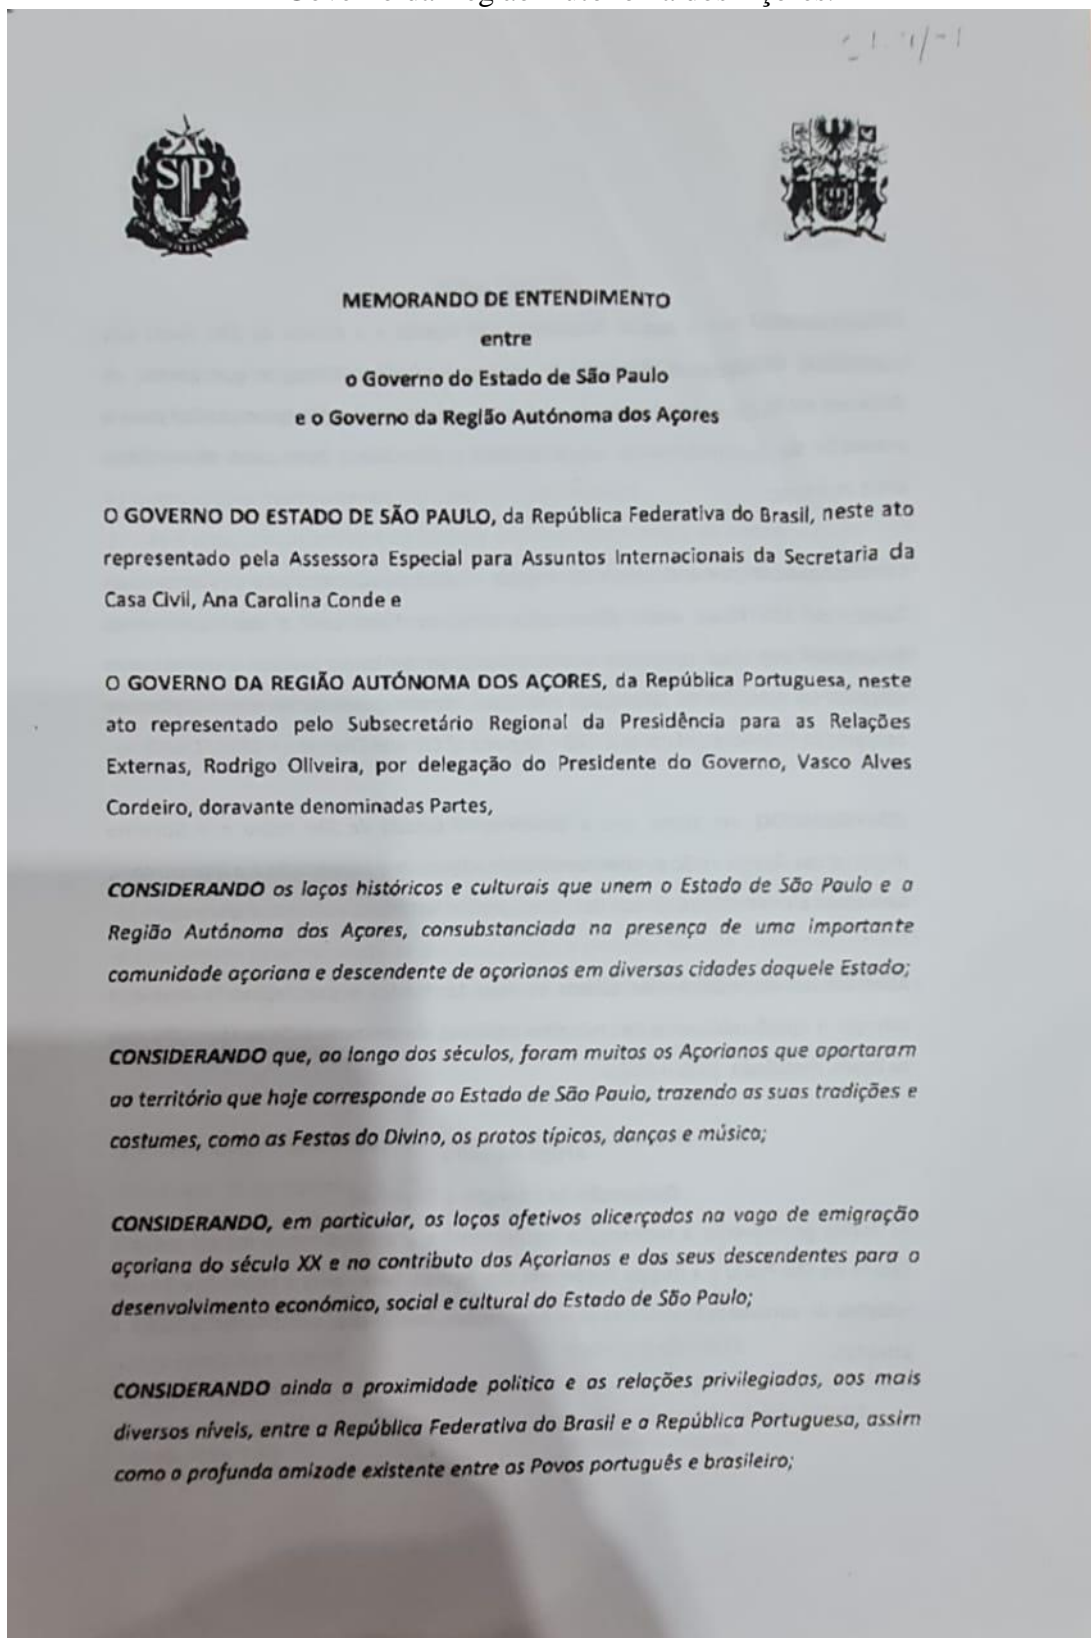 Governo da Região Autónoma dos Açores.
SP
MEMORANDO DE ENTENDIMENTO
entre
o Governo do Estado de São Paulo
e o Governo da Região Autónoma dos Açores
O GOVERNO DO ESTADO DE SÃO PAULO, da República Federativa do Brasil, neste ato
representado pela Assessora Especial para Assuntos Internacionais da Secretaria da
Casa Civil, Ana Carolina Conde e
O GOVERNO DA REGIÃO AUTÓNOMA DOS AÇORES, da República Portuguesa, neste
ato representado pelo Subsecretário Regional da Presidência para as Relações
Externas, Rodrigo Oliveira, por delegação do Presidente do Governo, Vasco Alves
Cordeiro, doravante denominadas Partes,
CONSIDERANDO os laços históricos e culturais que unem o Estado de São Paulo e a
Região Autónoma dos Açores, consubstanciada na presença de uma importante
comunidade açoriana e descendente de açorianos em diversas cidades daquele Estado;
CONSIDERANDO que, ao longo dos séculos, foram muitos os Açorianos que aportaram
ao território que hoje corresponde ao Estado de São Paulo, trazendo as suas tradições e
costumes, como as Festas do Divino, os pratos típicos, danças e música;
CONSIDERANDO, em particular, os laços afetivos alicerçados na vaga de emigração
açoriana do século XX e no contributo dos Açorianos e dos seus descendentes para o
desenvolvimento económico, social e cultural do Estado de São Paulo;
CONSIDERANDO ainda a proximidade política e as relações privilegiadas, aos mais
diversos níveis, entre a República Federativa do Brasil e a República Portuguesa, assim
como a profunda amizade existente entre os Povos português e brasileiro;